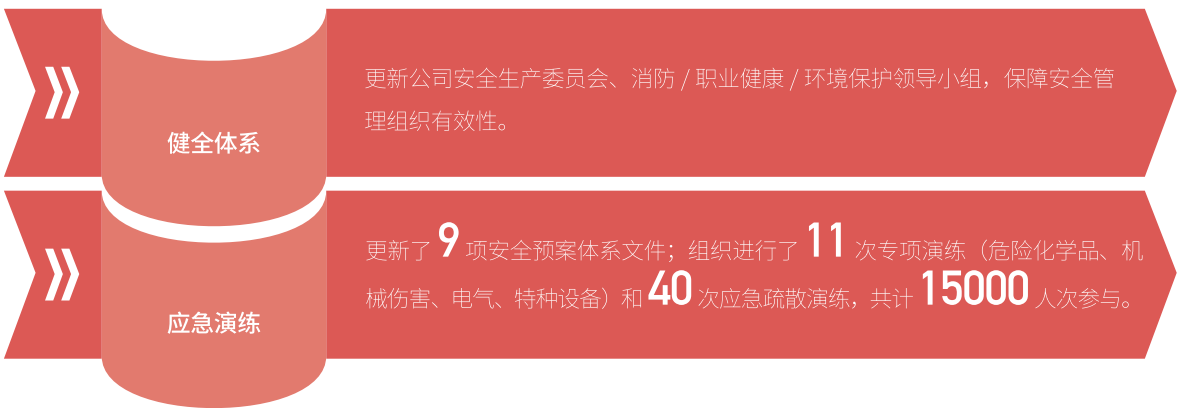 健全体系
更新公司安全生产委员会、消防 / 职业健康 / 环境保护领导小组，保障安全管
理组织有效性。
应急演练
更新了 9 项安全预案体系文件；组织进行了 11 次专项演练（危险化学品、机
械伤害、电气、特种设备）和 40 次应急疏散演练，共计 15000 人次参与。